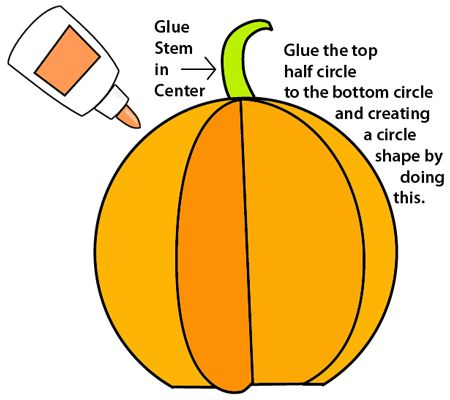 Glue
Stem
in
Center
Glue the top
half circle
to the bottom circle
and creating
a circle
shape by
doing
this.